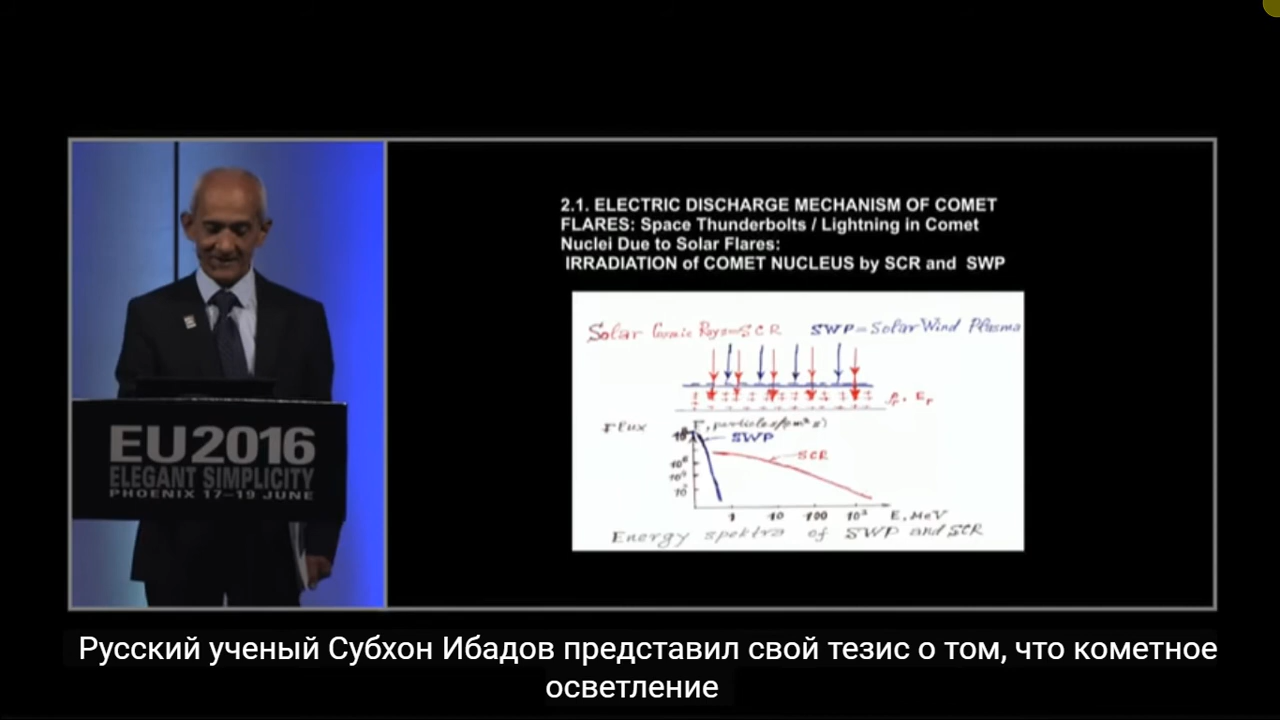 2.1. ELECTRIC DISCHARGE MECHANISM OF COMET
FLARES: Space Thunderbolts / Lightning in Comet
Nuclei Due to Solar Flares:
IRRADIATION of COMET NUCLEUS by SCR and SWP
Solar Cosmic Rays=SCR SWP=Solar Wind Plasma
Flux F, particles/
SWP
SCR
1 10 100 10³ E, MeV
Energy spektra of SWP and SCR
EU2016
ELEGANT SIMPLICITY
PHOENIX 17–19 JUNE
Русский ученый Субхон Ибадов представил свой тезис о том, что кометное
осветление